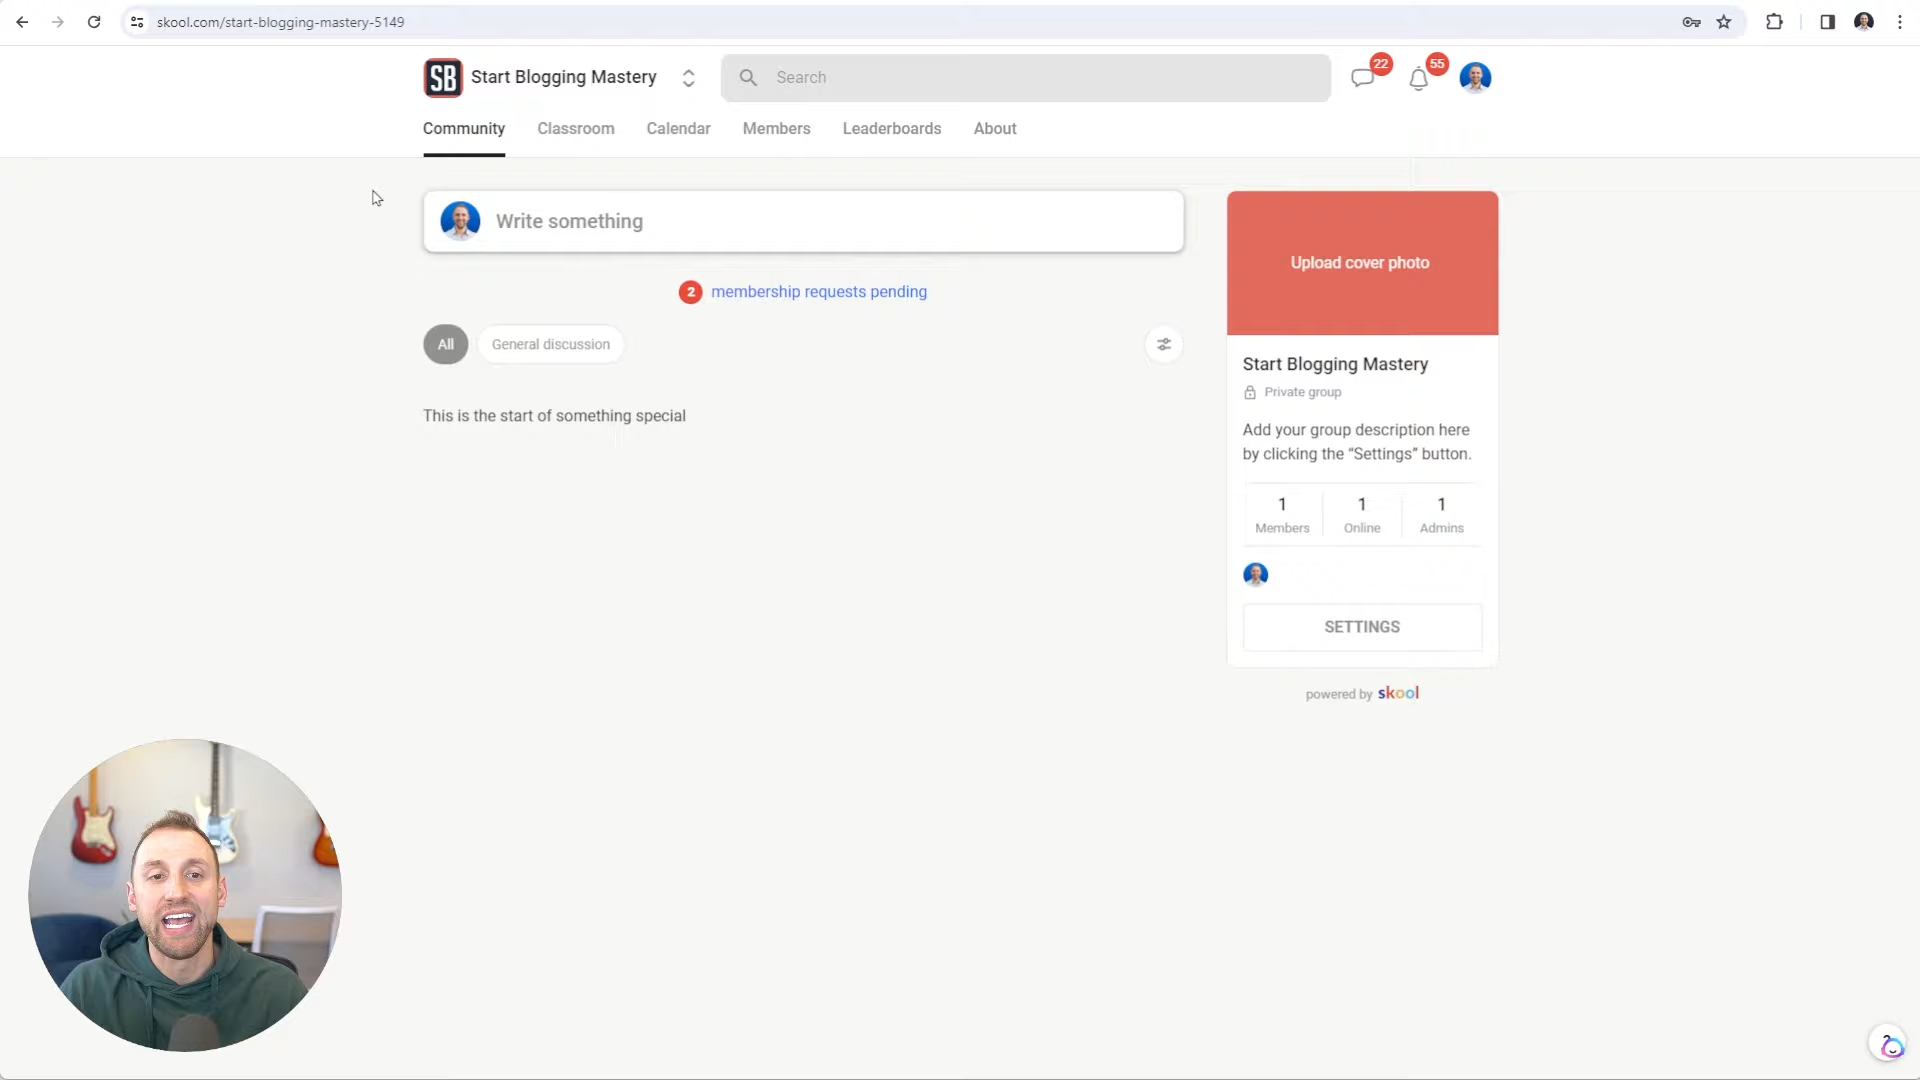 skool.com/start-blogging-mastery-5149
SB Start Blogging Mastery
Search
22
55
Community Classroom Calendar Members Leaderboards About
Write something
2 membership requests pending
All General discussion
This is the start of something special
Upload cover photo
Start Blogging Mastery
Private group
Add your group description here
by clicking the “Settings” button.
1 1 1
Members Online Admins
SETTINGS
powered by skool